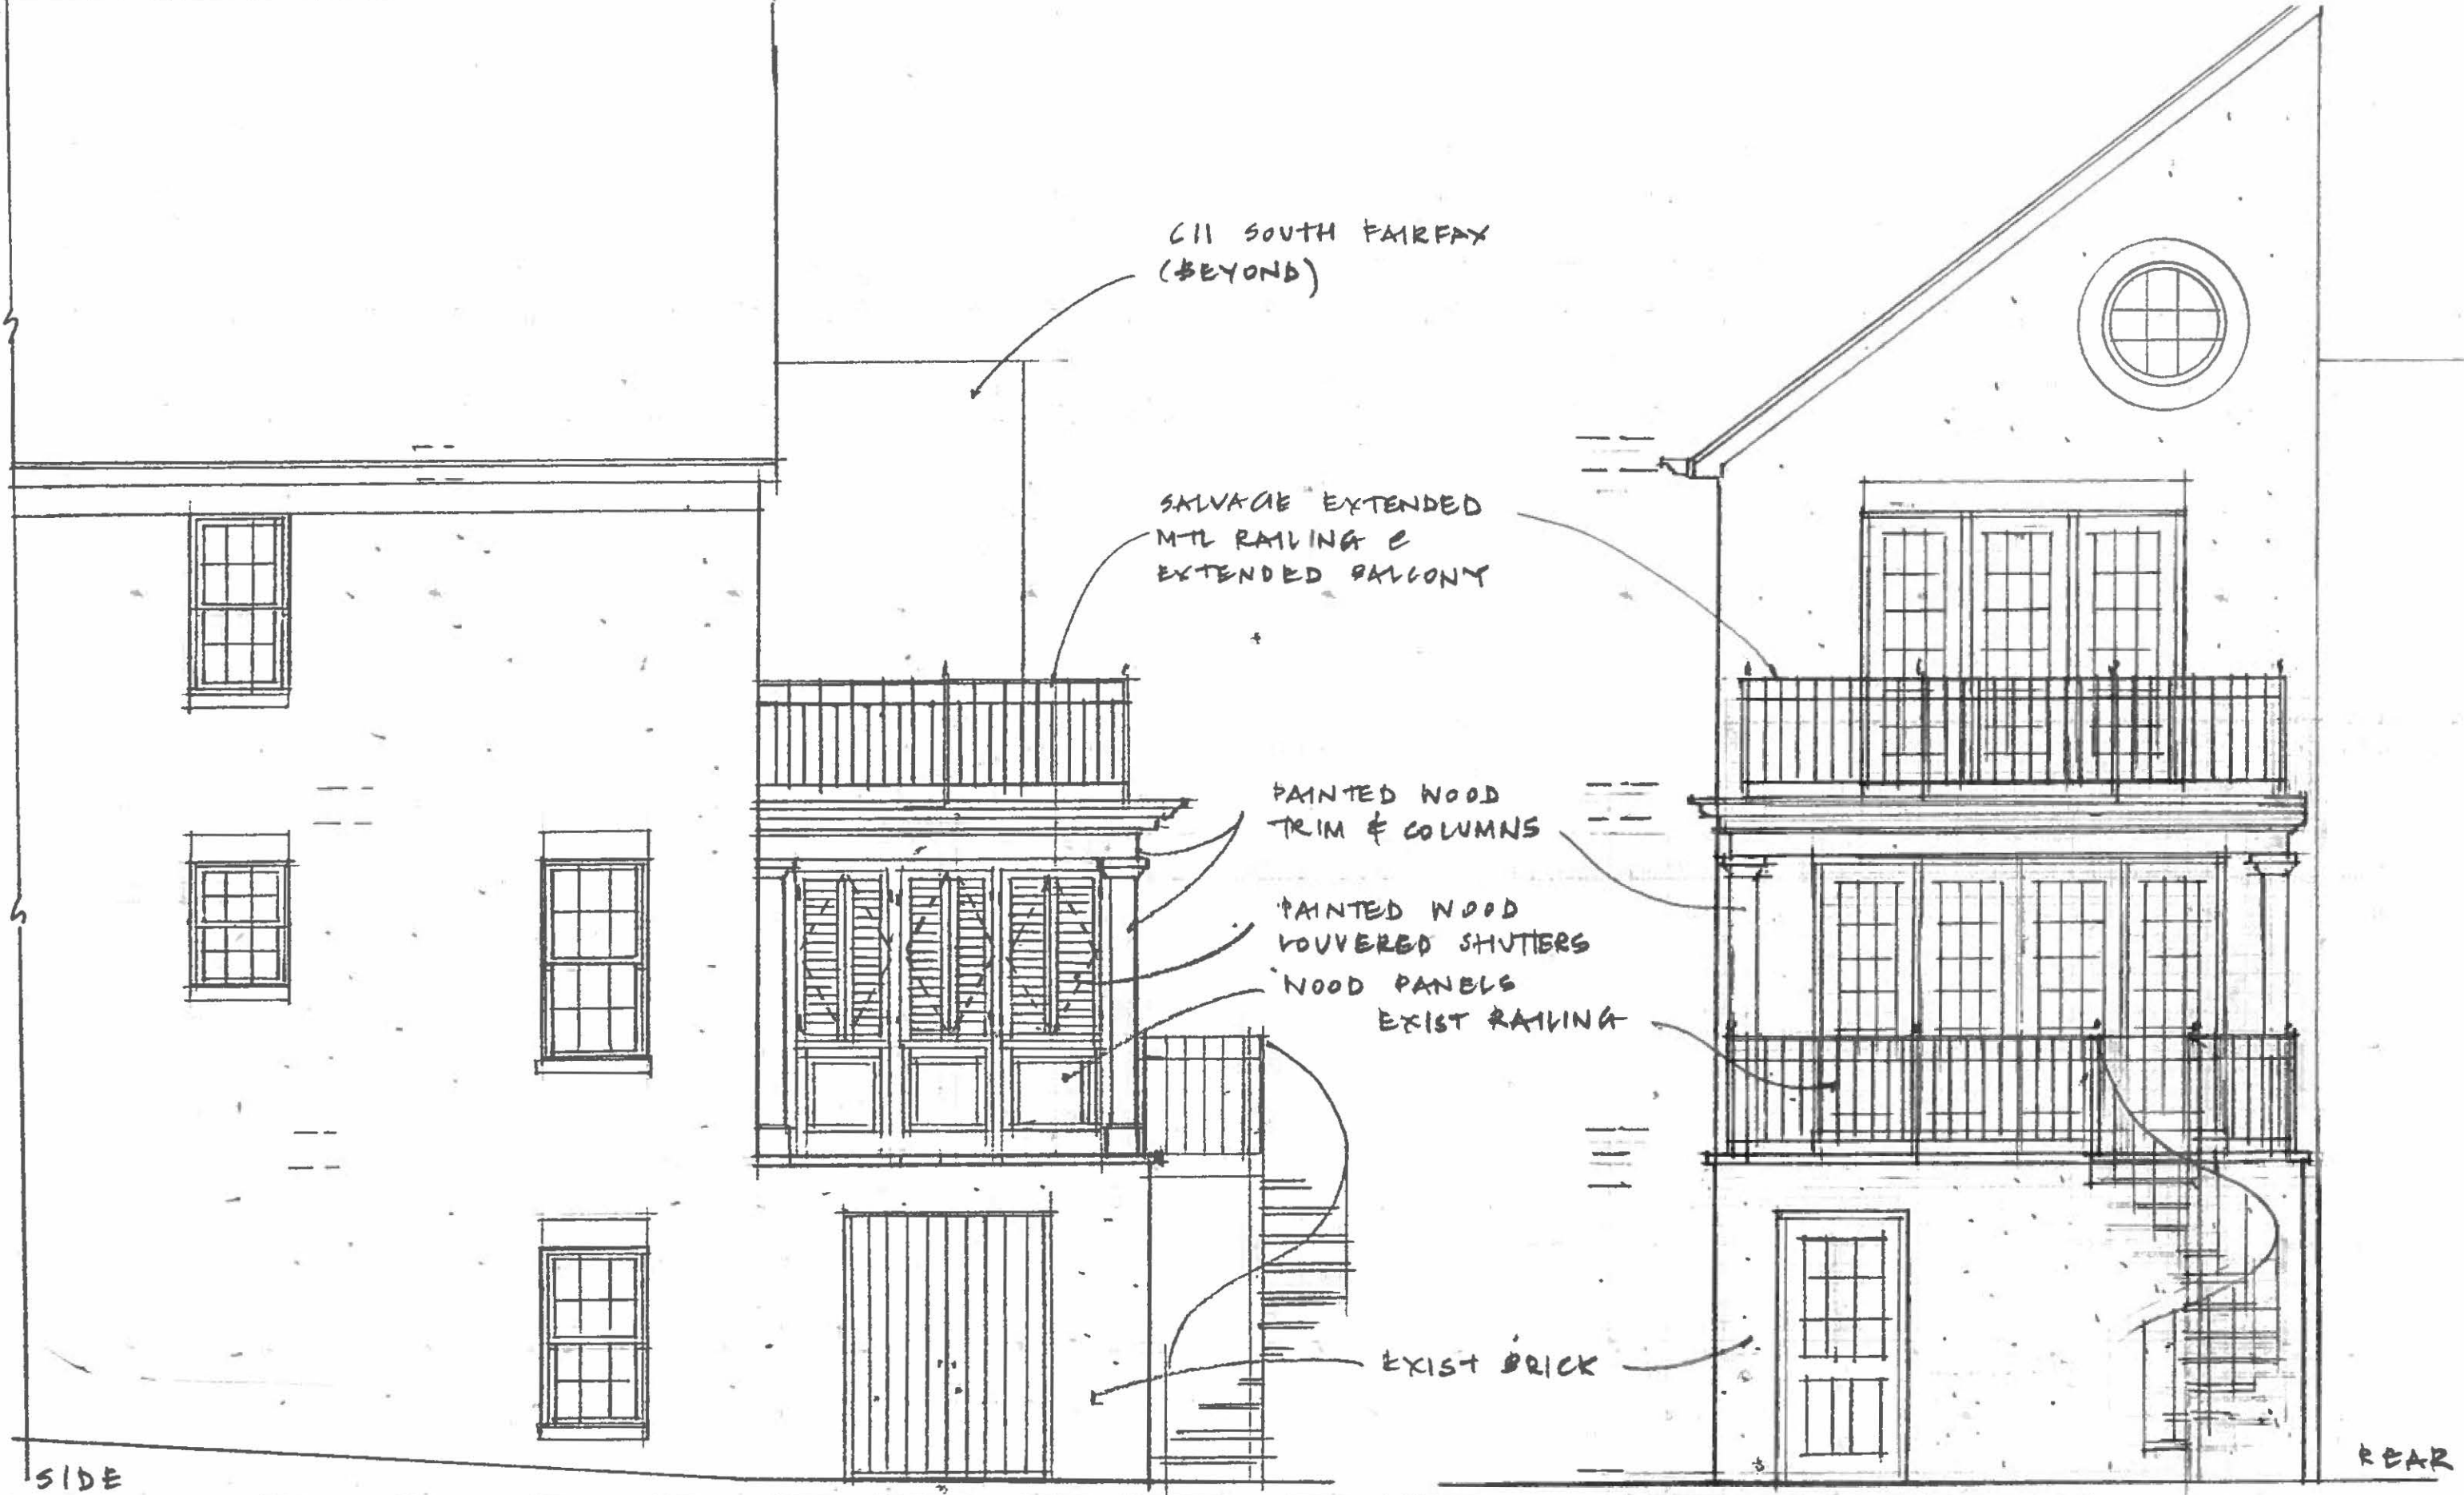 611 SOUTH FAIRFAX
(BEYOND)
SALVAGE EXTENDED
MTL RAILING @
EXTENDED BALCONY
PAINTED WOOD
TRIM & COLUMNS
PAINTED WOOD
LOUVERED SHUTTERS
WOOD PANELS
EXIST RAILING
EXIST BRICK
SIDE
REAR